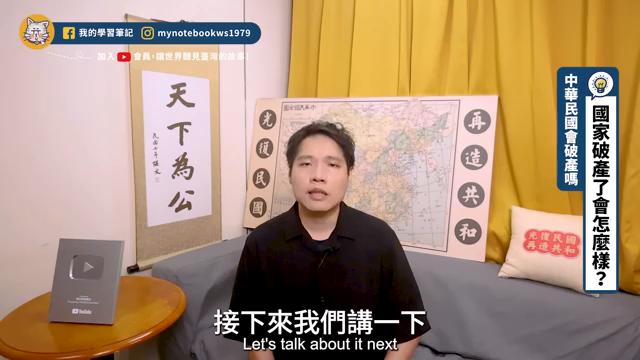 我的學習筆記
mynotebookws1979
加入 會員，讓世界聽見臺灣的故事！
天下為公
光復民國
再造共和
國家破產了會怎麼樣？
中華民國會破產嗎
光復民國
再造共和
YouTube
接下來我們講一下
Let's talk about it next